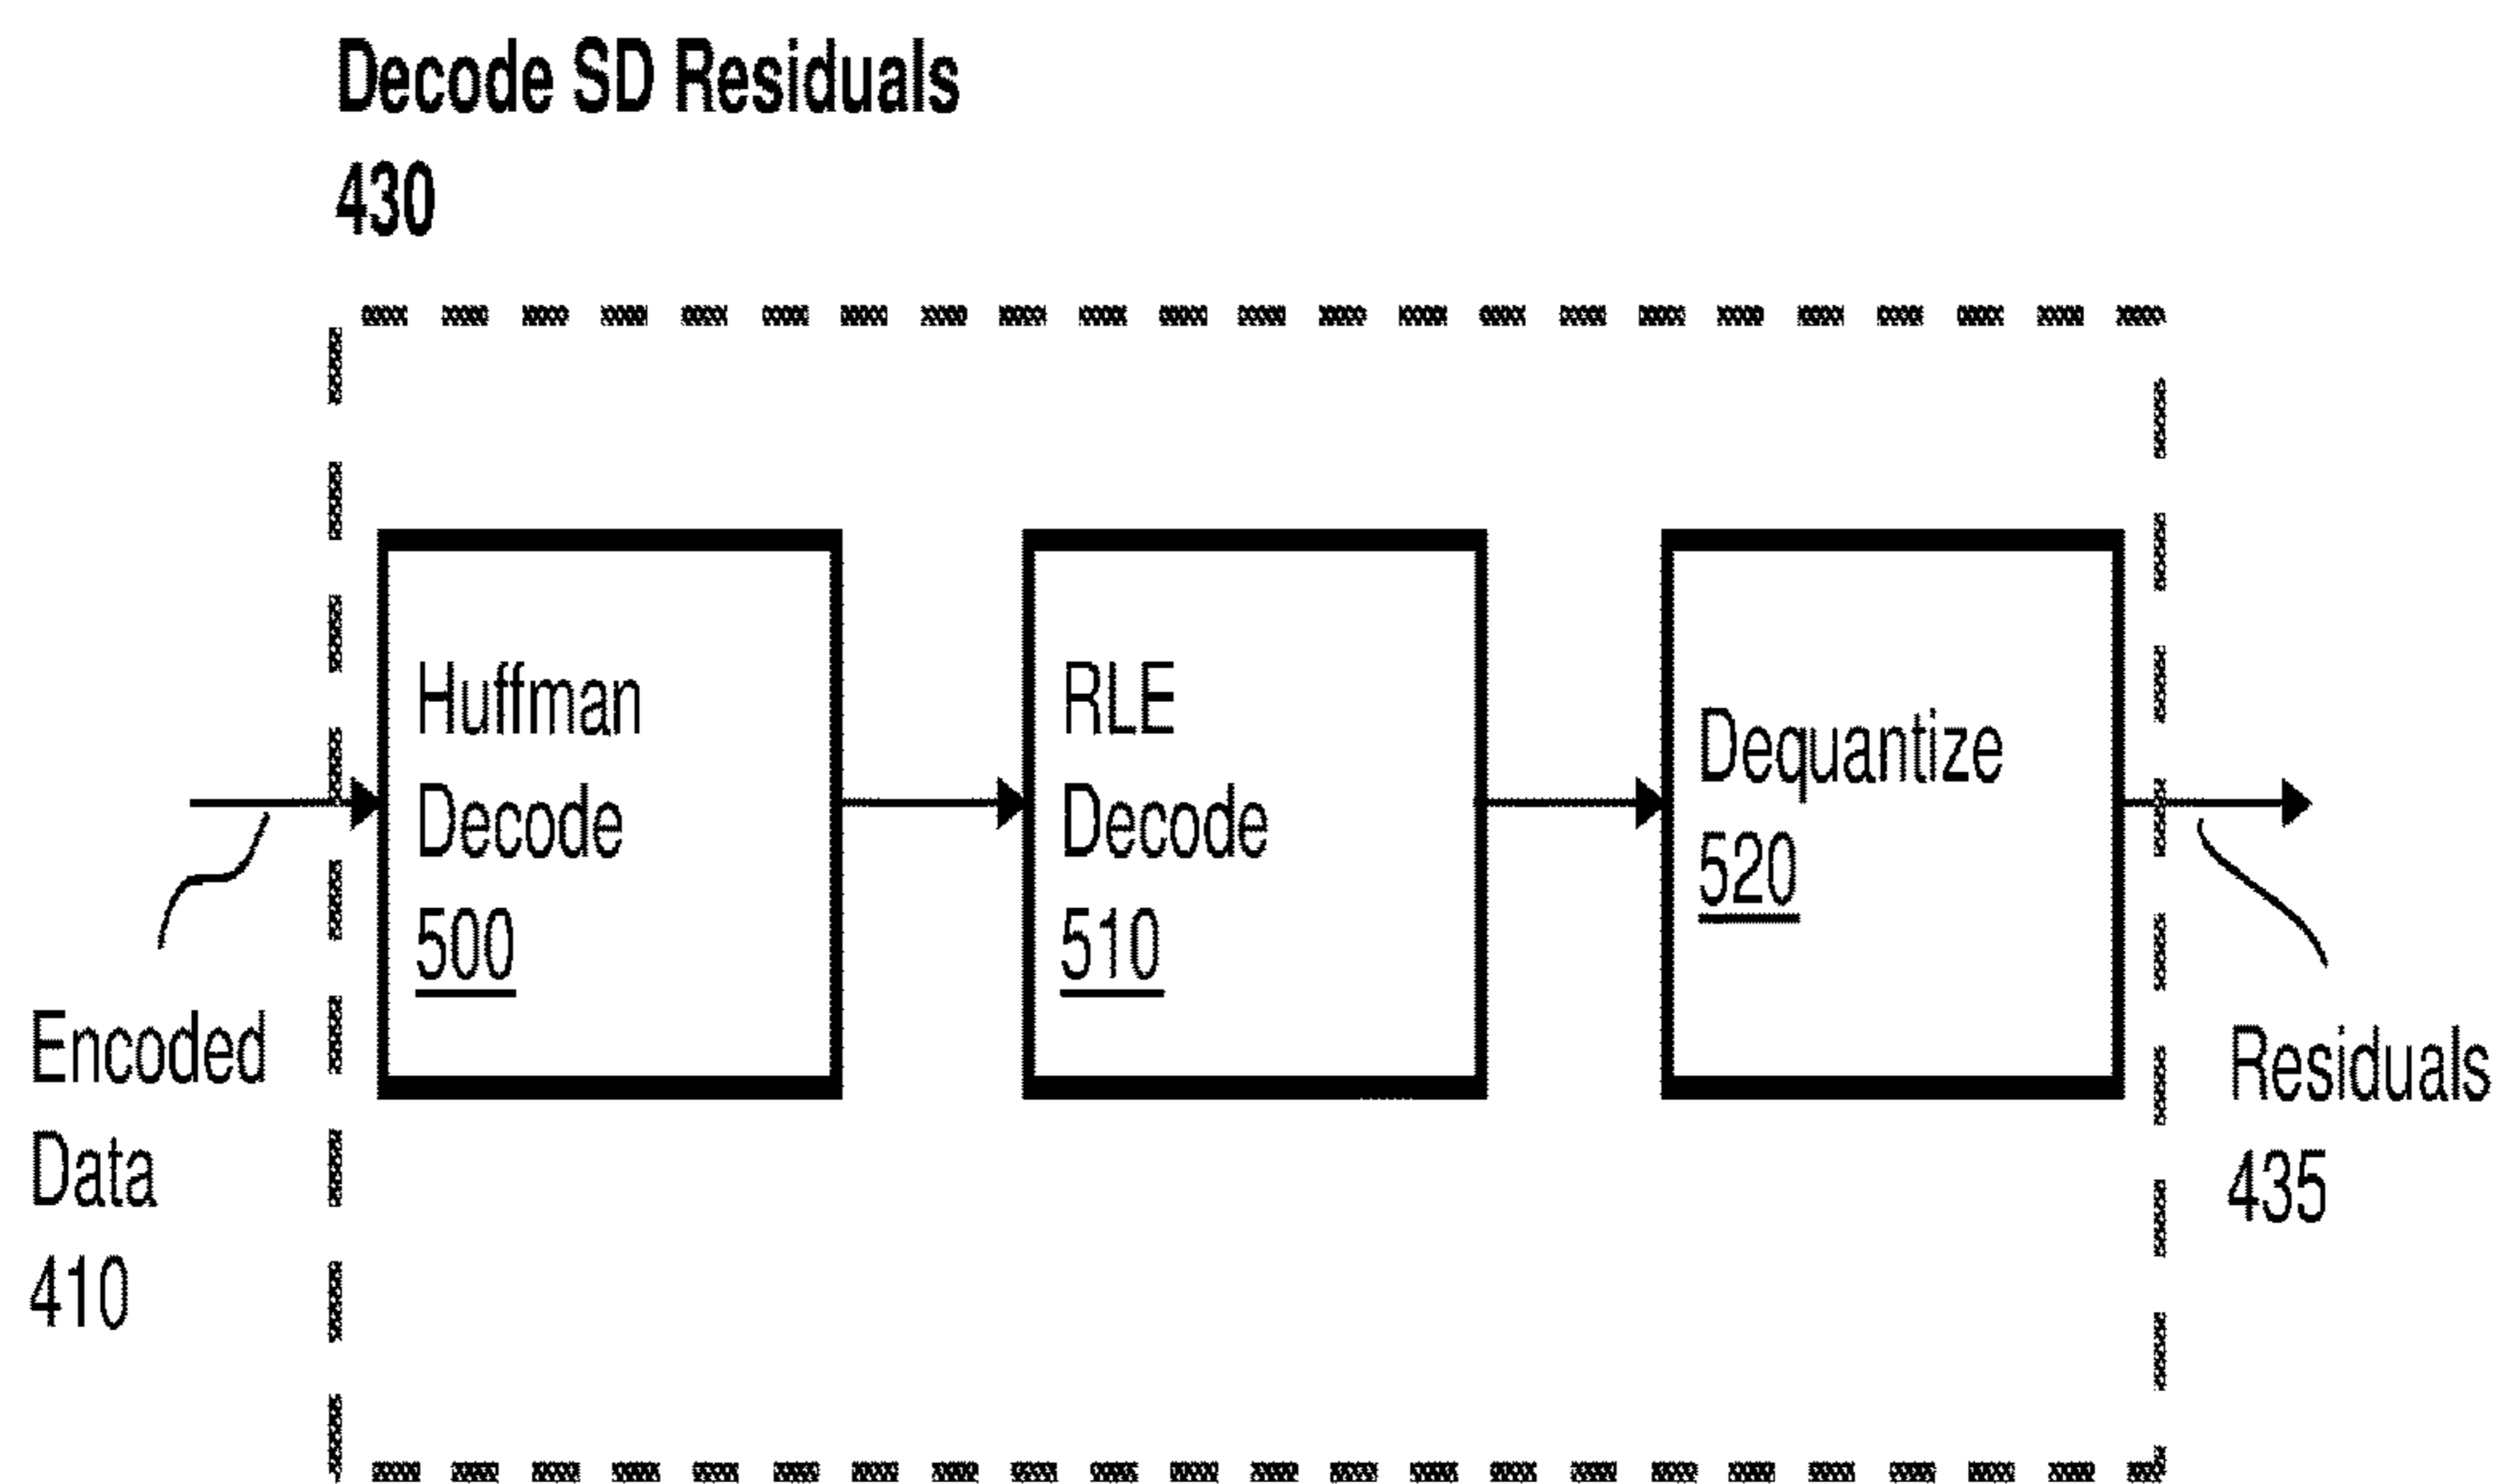 Decode SD Residuals
430
Huffman
Decode
500
RLE
Decode
510
Dequantize
520
Encoded
Data
410
Residuals
435